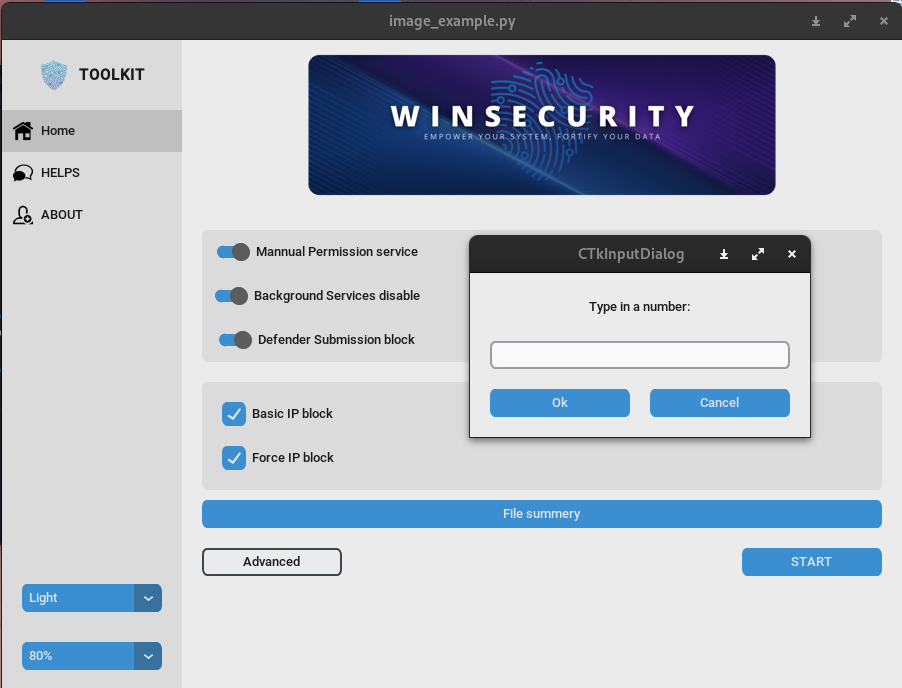 image_example.py
TOOLKIT
Home
HELPS
ABOUT
Light
80%
WINSECURITY
EMPOWER YOUR SYSTEM, FORTIFY YOUR DATA
Mannual Permission service
Background Services disable
Defender Submission block
CTkInputDialog
Type in a number:
Ok Cancel
Basic IP block
Force IP block
File summery
Advanced START